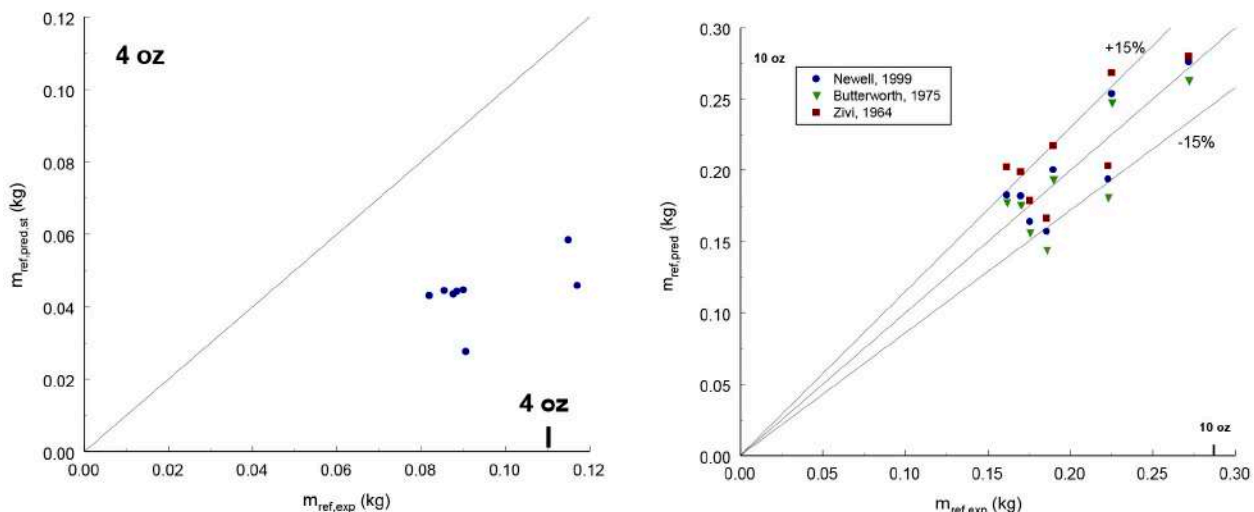 0.12
0.10
0.08
0.06
0.04
0.02
0.00
4 oz
m_ref,pred,st (kg)
4 oz
0.00 0.02 0.04 0.06 0.08 0.10 0.12
m_ref,exp (kg)
0.30
0.25
0.20
0.15
0.10
0.05
0.00
10 oz
+15%
Newell, 1999
Butterworth, 1975
Zivi, 1964
-15%
m_ref,pred (kg)
10 oz
0.00 0.05 0.10 0.15 0.20 0.25 0.30
m_ref,exp (kg)